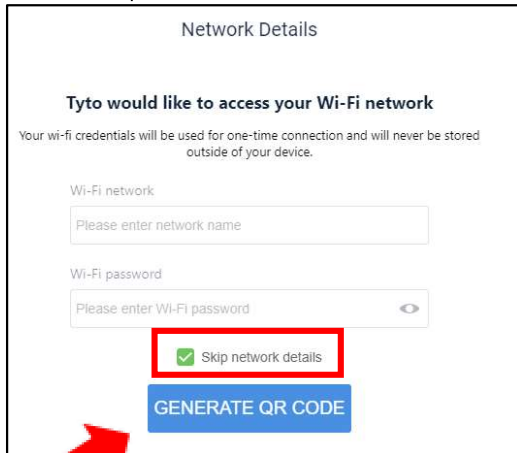 Network Details
Tyto would like to access your Wi-Fi network
Your wi-fi credentials will be used for one-time connection and will never be stored
outside of your device.
Wi-Fi network
Please enter network name
Wi-Fi password
Please enter Wi-Fi password
Skip network details
GENERATE QR CODE